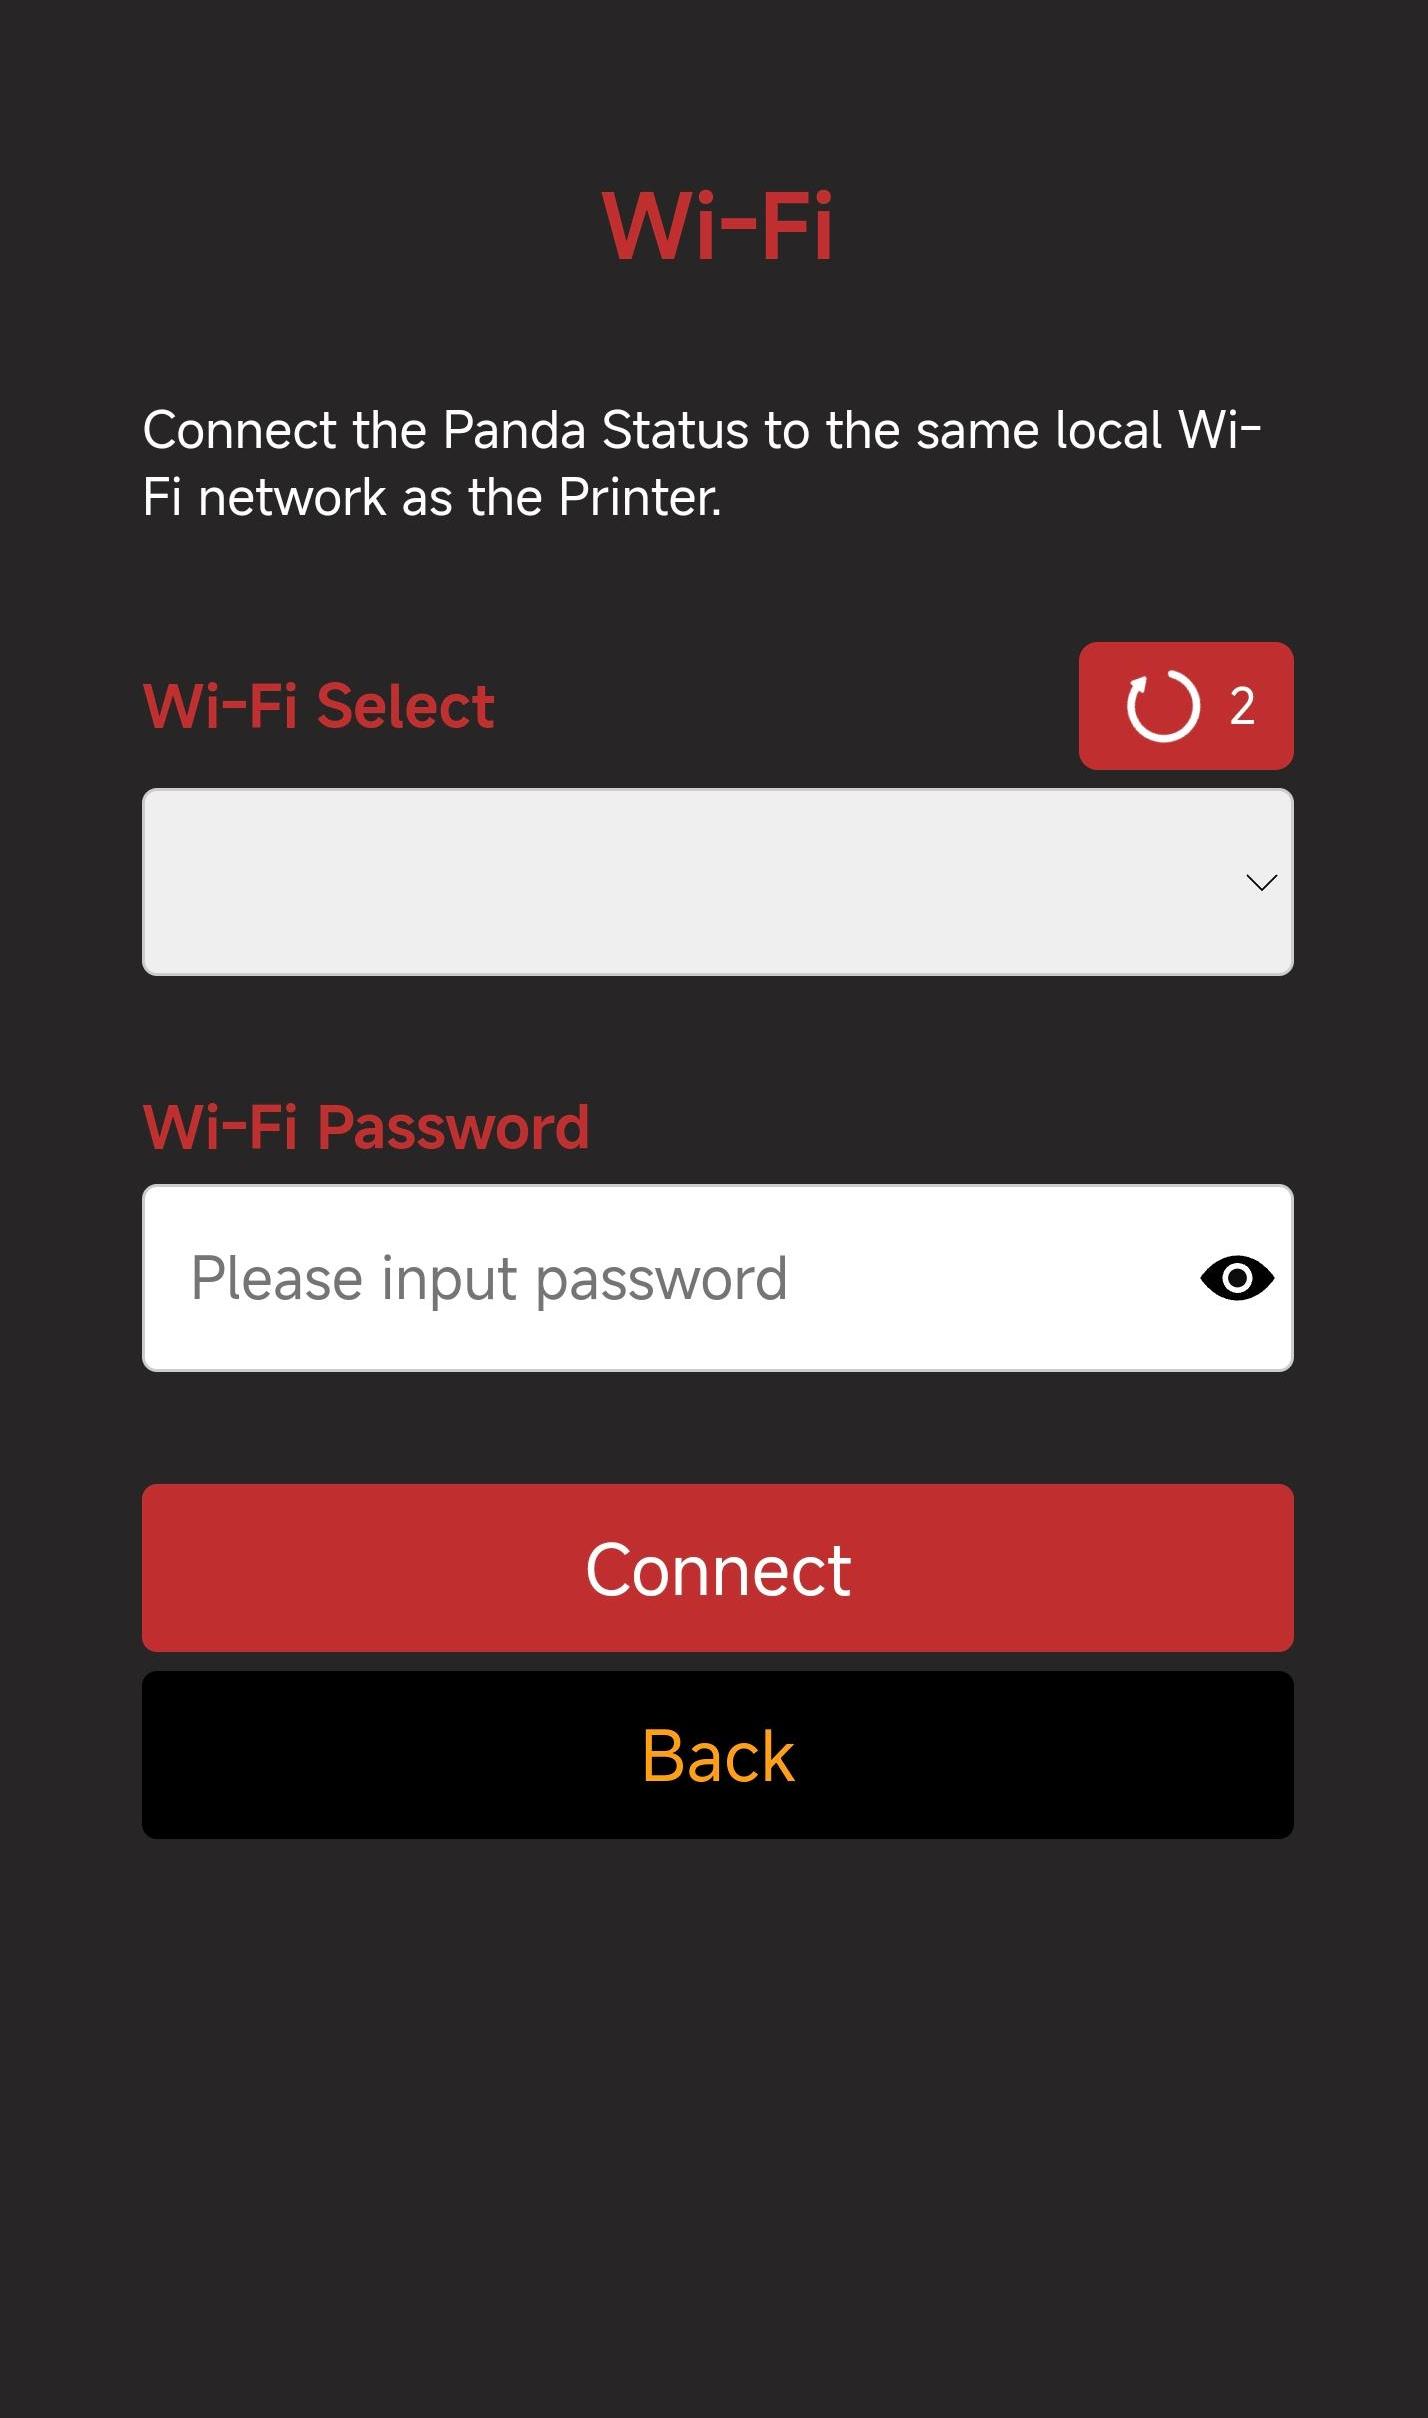 Wi-Fi
Connect the Panda Status to the same local Wi-
Fi network as the Printer.
Wi-Fi Select
2
Wi-Fi Password
Please input password
Connect
Back